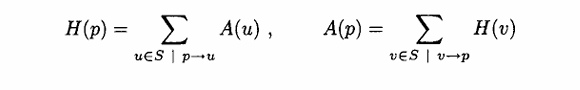 H(p) = ∑_{u∈S | p→u} A(u) ,    A(p) = ∑_{v∈S | v→p} H(v)